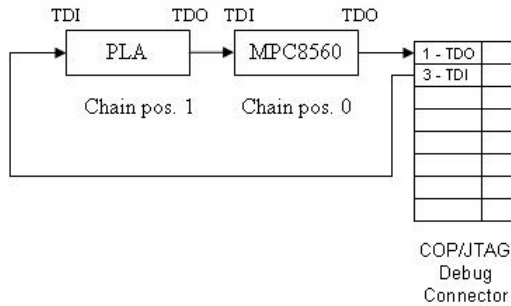 TDI TDO TDI TDO
PLA MPC8560
1 - TDO
3 - TDI
Chain pos. 1 Chain pos. 0
COP/JTAG
Debug
Connector